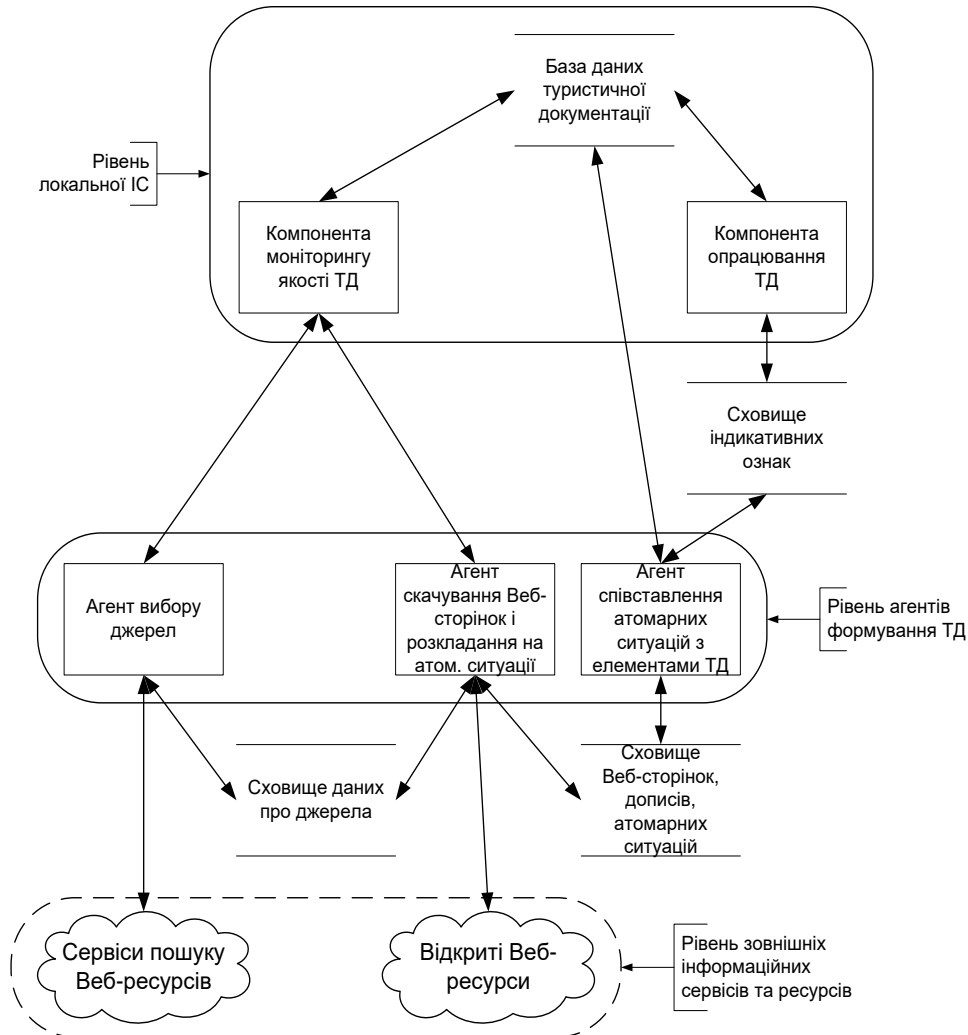 База даних
туристичної
документації
Рівень
локальної ІС
Компонента
моніторингу
якості ТД
Компонента
опрацювання
ТД
Сховище
індикативних
ознак
Агент вибору
джерел
Агент
скачування Веб-
сторінок і
розкладання на
атом. ситуації
Агент
співставлення
атомарних
ситуацій з
елементами ТД
Рівень агентів
формування ТД
Сховище даних
про джерела
Сховище
Веб-сторінок,
дописів,
атомарних
ситуацій
Сервіси пошуку
Веб-ресурсів
Відкриті Веб-
ресурси
Рівень зовнішніх
інформаційних
сервісів та ресурсів